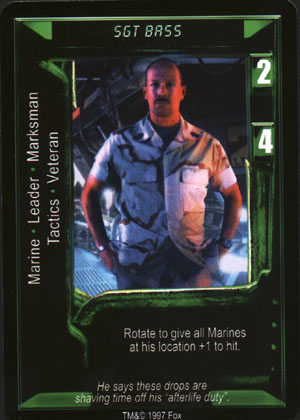 SGT BASS
2
4
Marine • Leader • Marksman
Tactics • Veteran
Rotate to give all Marines
at his location +1 to hit.
He says these drops are
shaving time off his "afterlife duty".
TM&© 1997 Fox